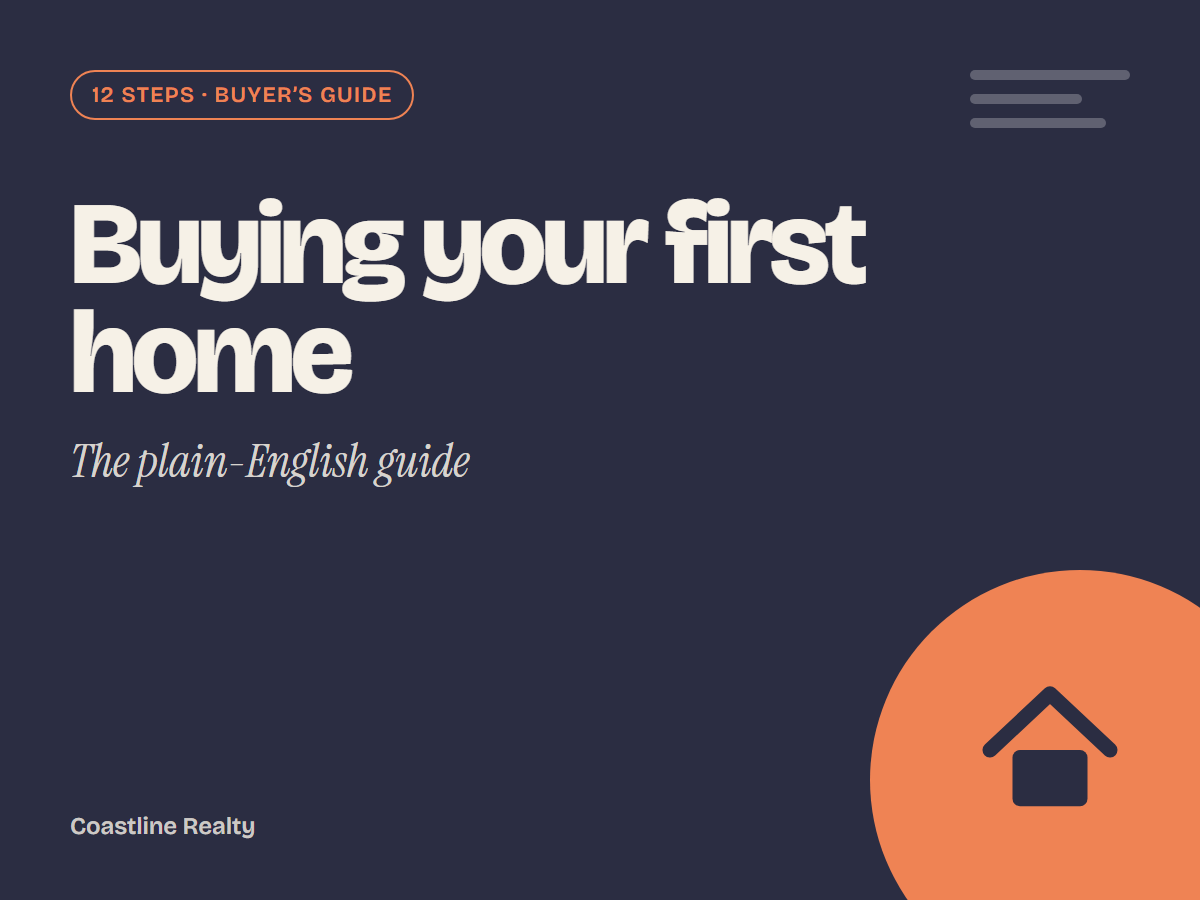 12 STEPS · BUYER'S GUIDE
Buying your first
home
The plain-English guide
Coastline Realty